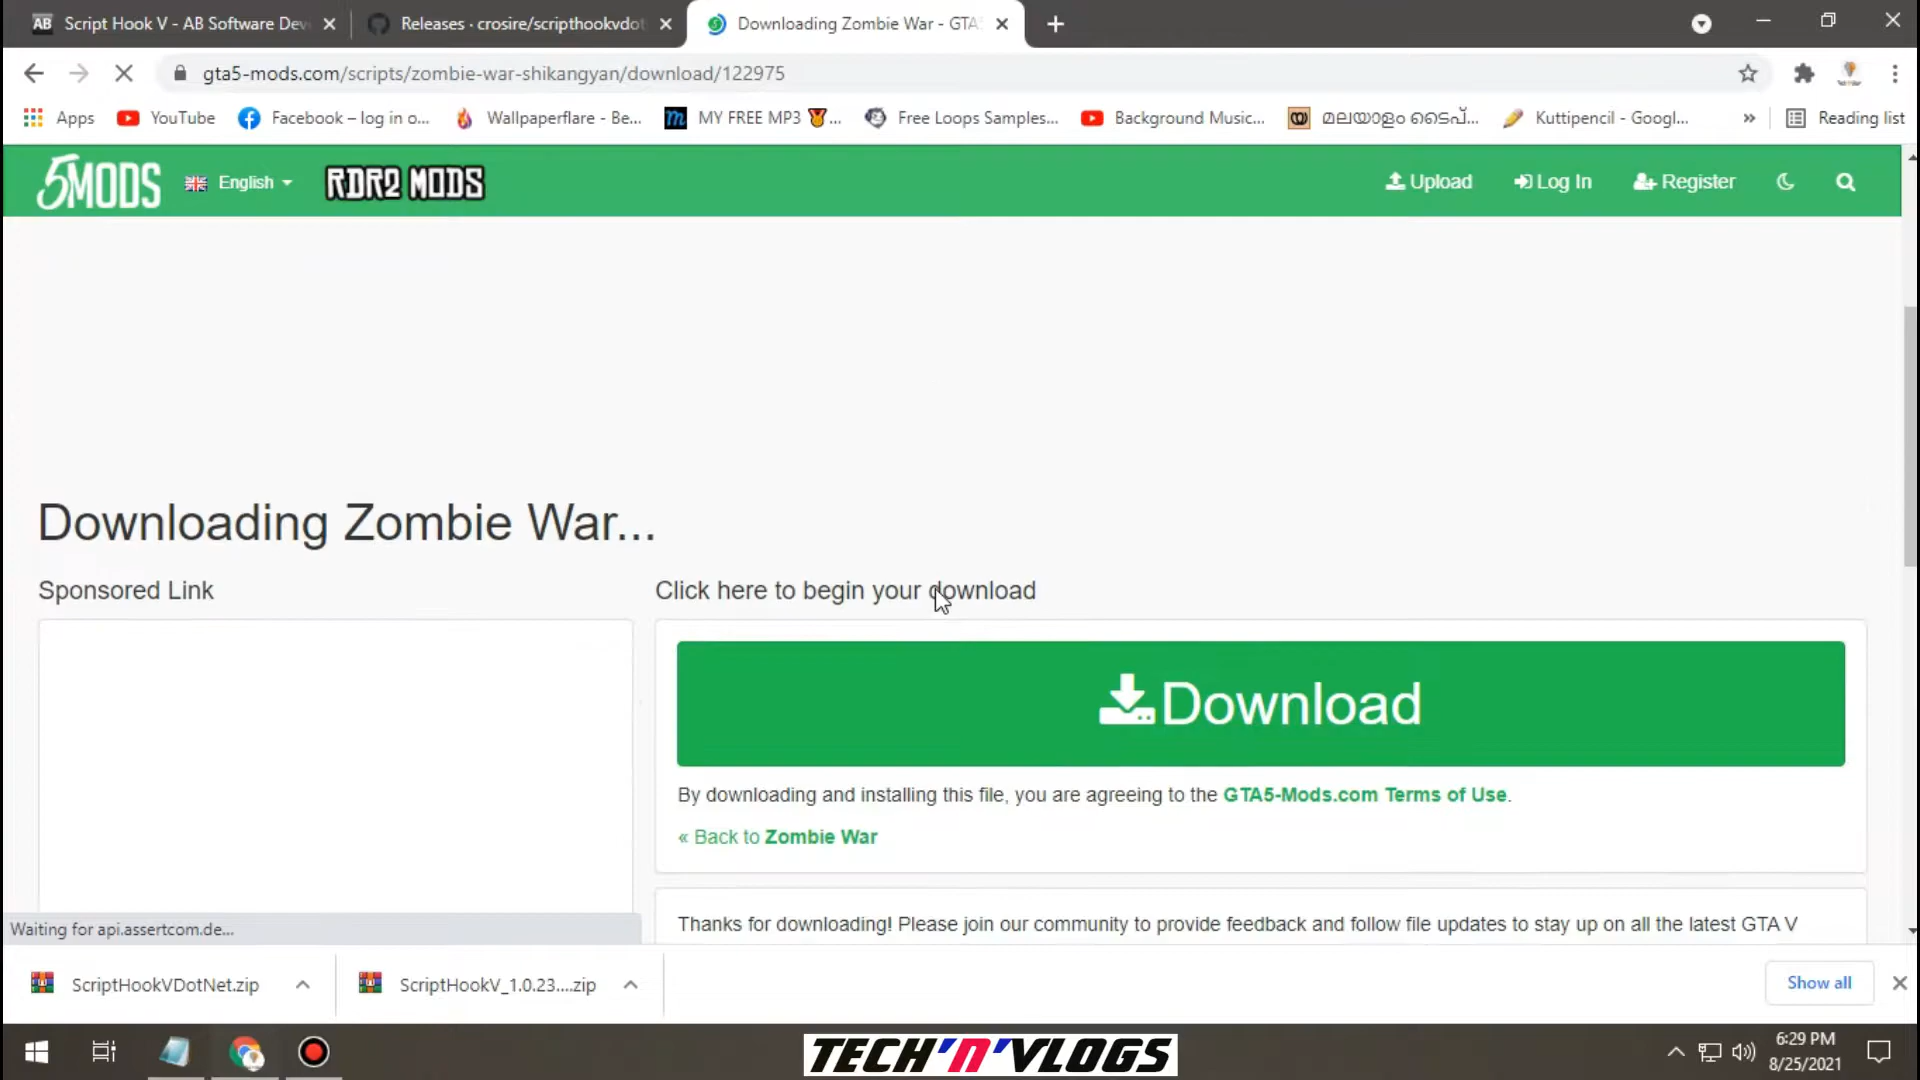 AB Script Hook V - AB Software Dev
Releases · crosire/scripthookvdot
Downloading Zombie War - GTA5
gta5-mods.com/scripts/zombie-war-shikangyan/download/122975
Apps
YouTube
Facebook – log in o...
Wallpaperflare - Be...
m MY FREE MP3 ...
Free Loops Samples...
Background Music...
മലയാളം ടൈപ്...
Kuttipencil - Googl...
»
Reading list
5MODS
English
RDR2 MODS
Upload
Log In
Register
Downloading Zombie War...
Sponsored Link
Click here to begin your download
Download
By downloading and installing this file, you are agreeing to the GTA5-Mods.com Terms of Use.
« Back to Zombie War
Thanks for downloading! Please join our community to provide feedback and follow file updates to stay up on all the latest GTA V
Waiting for api.assertcom.de...
ScriptHookVDotNet.zip
ScriptHookV_1.0.23....zip
Show all
TECH'N'VLOGS
6:29 PM
8/25/2021